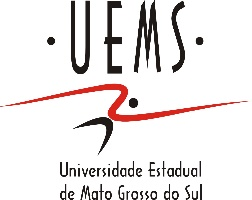 · UEMS ·
Universidade Estadual
de Mato Grosso do Sul